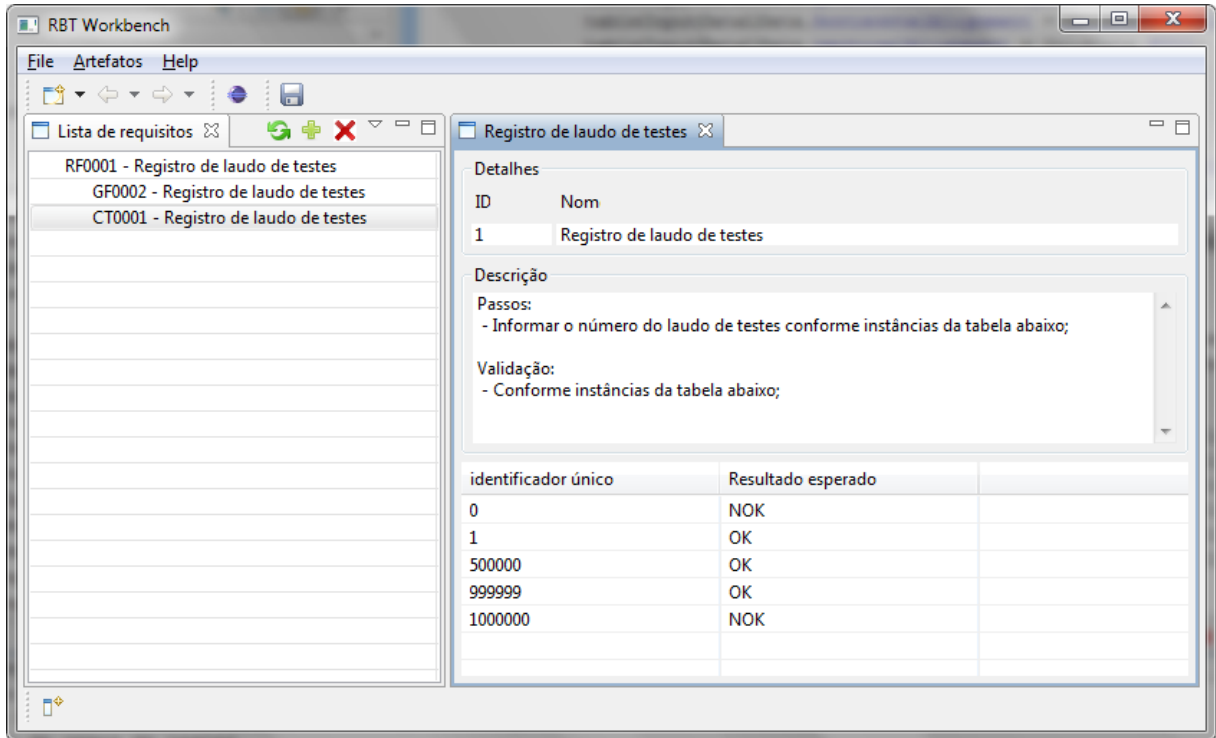 RBT Workbench
File Artefatos Help
Lista de requisitos
RF0001 - Registro de laudo de testes
GF0002 - Registro de laudo de testes
CT0001 - Registro de laudo de testes
Registro de laudo de testes
Detalhes
ID Nom
1 Registro de laudo de testes
Descrição
Passos:
- Informar o número do laudo de testes conforme instâncias da tabela abaixo;
Validação:
- Conforme instâncias da tabela abaixo;
identificador único Resultado esperado
0 NOK
1 OK
500000 OK
999999 OK
1000000 NOK